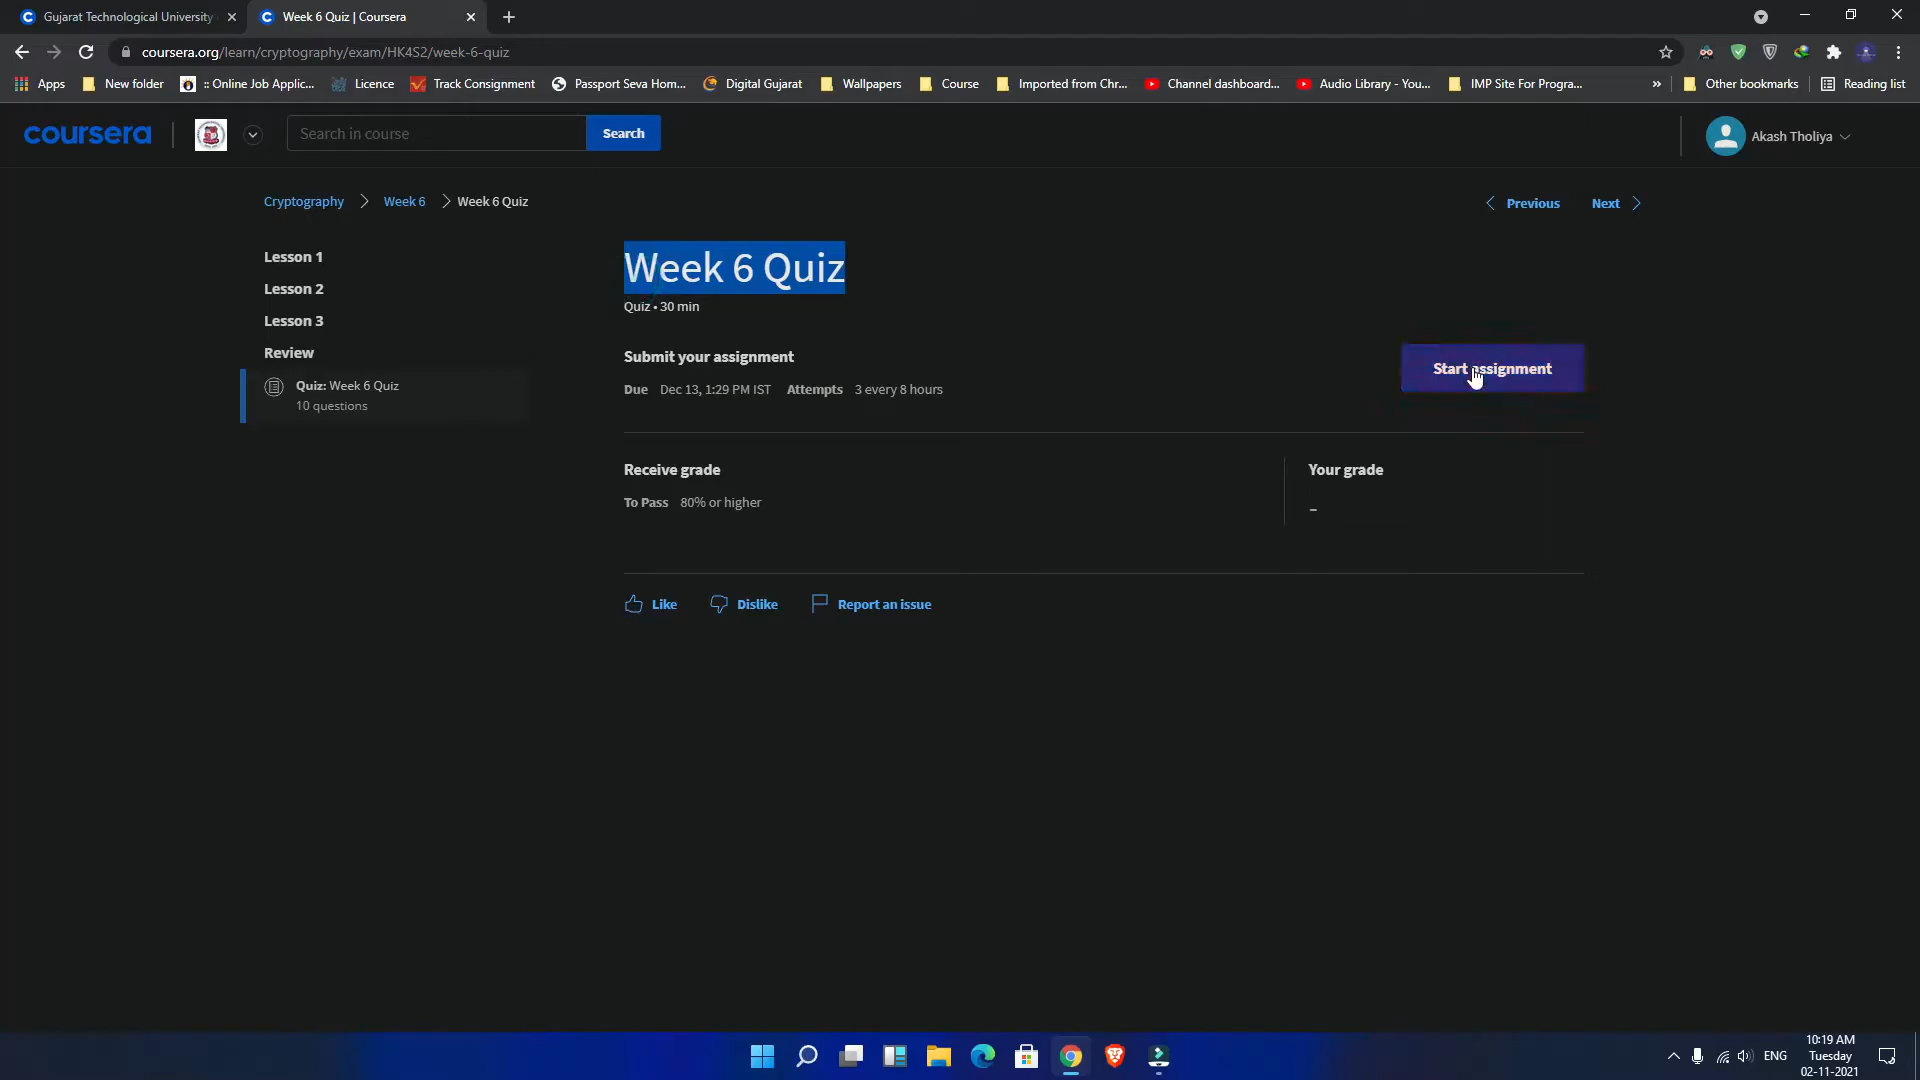 Gujarat Technological University
Week 6 Quiz | Coursera
coursera.org/learn/cryptography/exam/HK4S2/week-6-quiz
Apps
New folder
:: Online Job Applic...
Licence
Track Consignment
Passport Seva Hom...
Digital Gujarat
Wallpapers
Course
Imported from Chr...
Channel dashboard...
Audio Library - You...
IMP Site For Progra...
»
Other bookmarks
Reading list
coursera
Search in course
Search
Akash Tholiya
Cryptography
Week 6
Week 6 Quiz
Previous
Next
Lesson 1
Lesson 2
Lesson 3
Review
Quiz: Week 6 Quiz
10 questions
Week 6 Quiz
Quiz • 30 min
Submit your assignment
Due Dec 13, 1:29 PM IST Attempts 3 every 8 hours
Start assignment
Receive grade
To Pass 80% or higher
Your grade
–
Like
Dislike
Report an issue
ENG
10:19 AM
Tuesday
02-11-2021